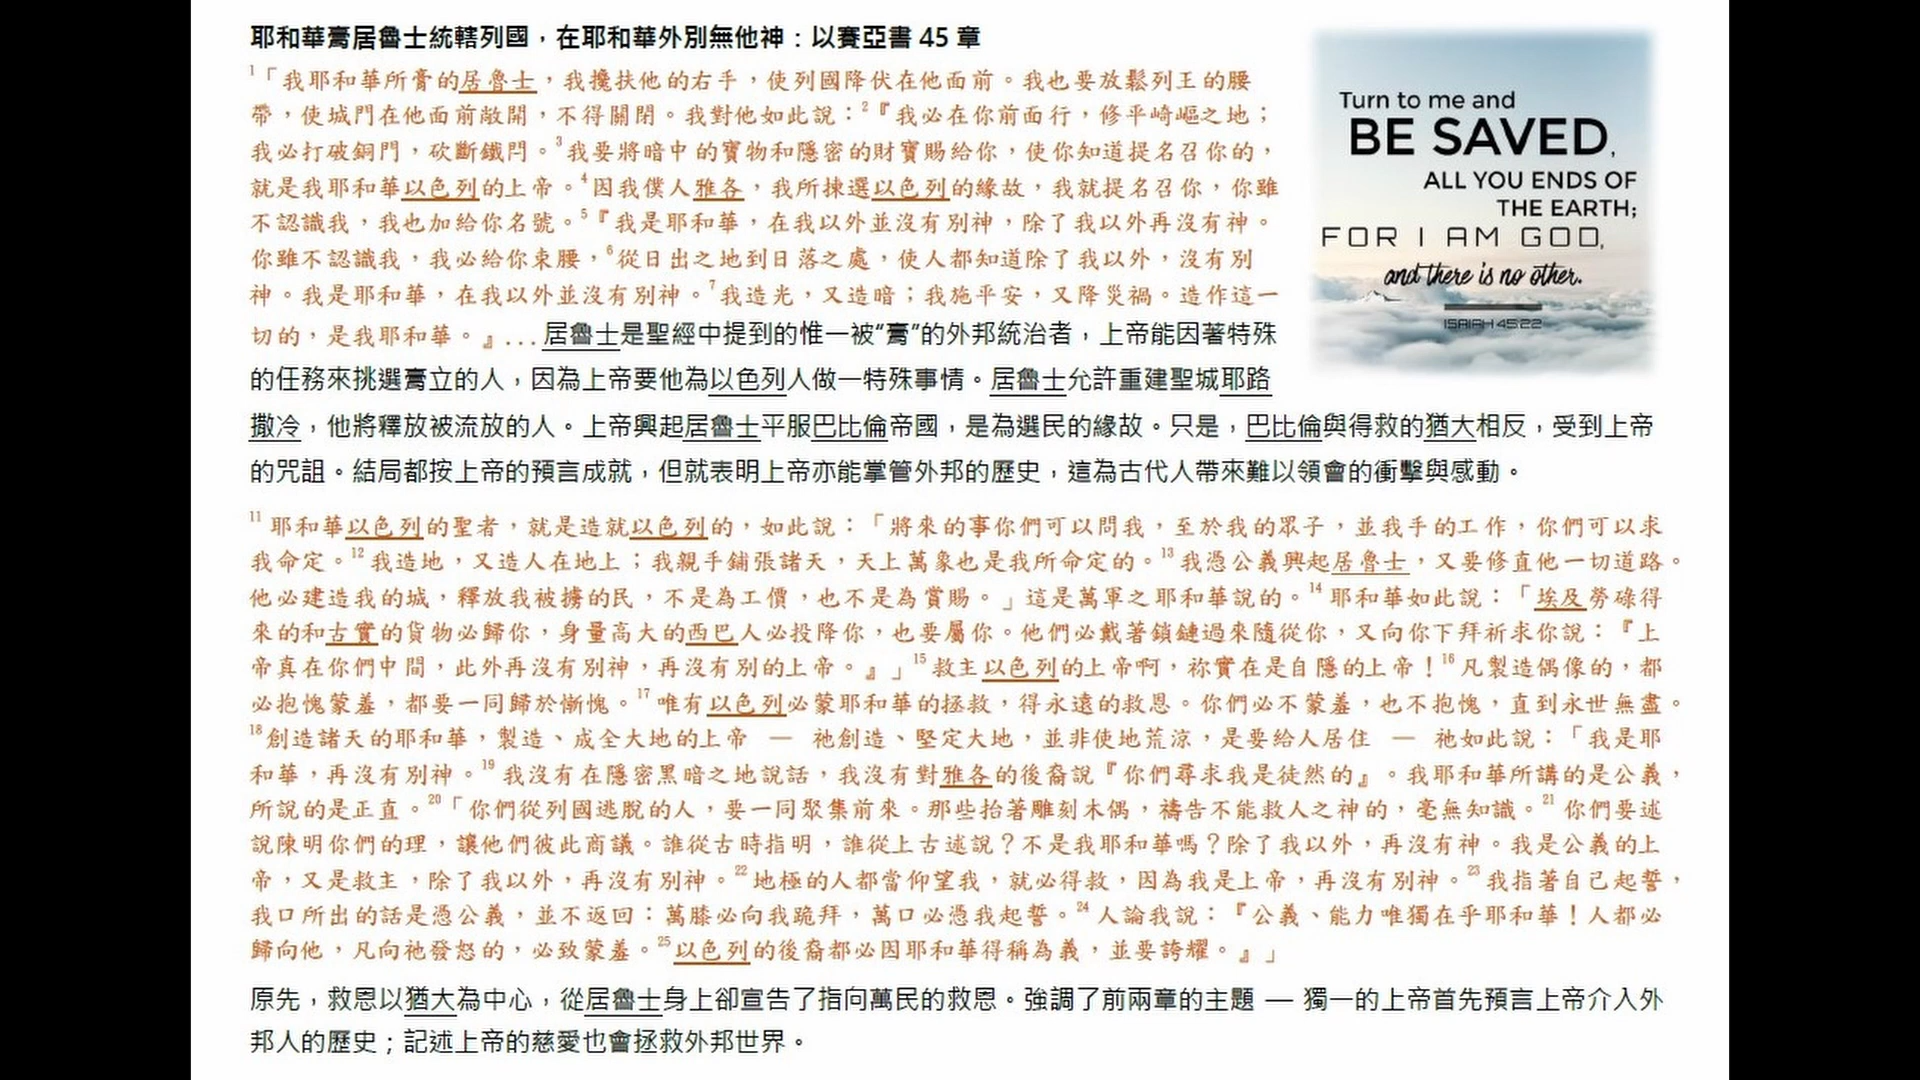 耶和華膏居魯士統轄列國，在耶和華外別無他神：以賽亞書 45 章
1「我耶和華所膏的居魯士，我攙扶他的右手，使列國降伏在他面前。我也要放鬆列王的腰
帶，使城門在他面前敞開，不得關閉。我對他如此說：2『我必在你前面行，修平崎嶇之地；
我必打破銅門，砍斷鐵閂。3我要將暗中的寶物和隱密的財寶賜給你，使你知道提名召你的，
就是我耶和華以色列的上帝。4因我僕人雅各，我所揀選以色列的緣故，我就提名召你，你雖
不認識我，我也加給你名號。5『我是耶和華，在我以外並沒有別神，除了我以外再沒有神。
你雖不認識我，我必給你束腰，6從日出之地到日落之處，使人都知道除了我以外，沒有別
神。我是耶和華，在我以外並沒有別神。7我造光，又造暗；我施平安，又降災禍。造作這一
切的，是我耶和華。』...居魯士是聖經中提到的惟一被“膏”的外邦統治者，上帝能因著特殊
的任務來挑選膏立的人，因為上帝要他為以色列人做一特殊事情。居魯士允許重建聖城耶路
撒冷，他將釋放被流放的人。上帝興起居魯士平服巴比倫帝國，是為選民的緣故。只是，巴比倫與得救的猶大相反，受到上帝
的咒詛。結局都按上帝的預言成就，但就表明上帝亦能掌管外邦的歷史，這為古代人帶來難以領會的衝擊與感動。
Turn to me and
BE SAVED,
ALL YOU ENDS OF
THE EARTH;
FOR I AM GOD,
and there is no other.
ISAIAH 45:22
11 耶和華以色列的聖者，就是造就以色列的，如此說：「將來的事你們可以問我，至於我的眾子，並我手的工作，你們可以求
我命定。12 我造地，又造人在地上；我親手鋪張諸天，天上萬象也是我所命定的。13 我憑公義興起居魯士，又要修直他一切道路。
他必建造我的城，釋放我被擄的民，不是為工價，也不是為賞賜。」這是萬軍之耶和華說的。14 耶和華如此說：「埃及勞碌得
來的和古實的貨物必歸你，身量高大的西巴人必投降你，也要屬你。他們必戴著鎖鏈過來隨從你，又向你下拜祈求你說：『上
帝真在你們中間，此外再沒有別神，再沒有別的上帝。』」15 救主以色列的上帝啊，祢實在是自隱的上帝！16 凡製造偶像的，都
必抱愧蒙羞，都要一同歸於慚愧。17 唯有以色列必蒙耶和華的拯救，得永遠的救恩。你們必不蒙羞，也不抱愧，直到永世無盡。
18 創造諸天的耶和華，製造、成全大地的上帝 — 祂創造、堅定大地，並非使地荒涼，是要給人居住 — 祂如此說：「我是耶
和華，再沒有別神。19 我沒有在隱密黑暗之地說話，我沒有對雅各的後裔說『你們尋求我是徒然的』。我耶和華所講的是公義，
所說的是正直。20「你們從列國逃脫的人，要一同聚集前來。那些抬著雕刻木偶，禱告不能救人之神的，毫無知識。21 你們要述
說陳明你們的理，讓他們彼此商議。誰從古時指明，誰從上古述說？不是我耶和華嗎？除了我以外，再沒有神。我是公義的上
帝，又是救主，除了我以外，再沒有別神。22 地極的人都當仰望我，就必得救，因為我是上帝，再沒有別神。23 我指著自己起誓，
我口所出的話是憑公義，並不返回：萬膝必向我跪拜，萬口必憑我起誓。24 人論我說：『公義、能力唯獨在乎耶和華！人都必
歸向他，凡向祂發怒的，必致蒙羞。25 以色列的後裔都必因耶和華得稱為義，並要誇耀。』」
原先，救恩以猶大為中心，從居魯士身上卻宣告了指向萬民的救恩。強調了前兩章的主題 — 獨一的上帝首先預言上帝介入外
邦人的歷史；記述上帝的慈愛也會拯救外邦世界。